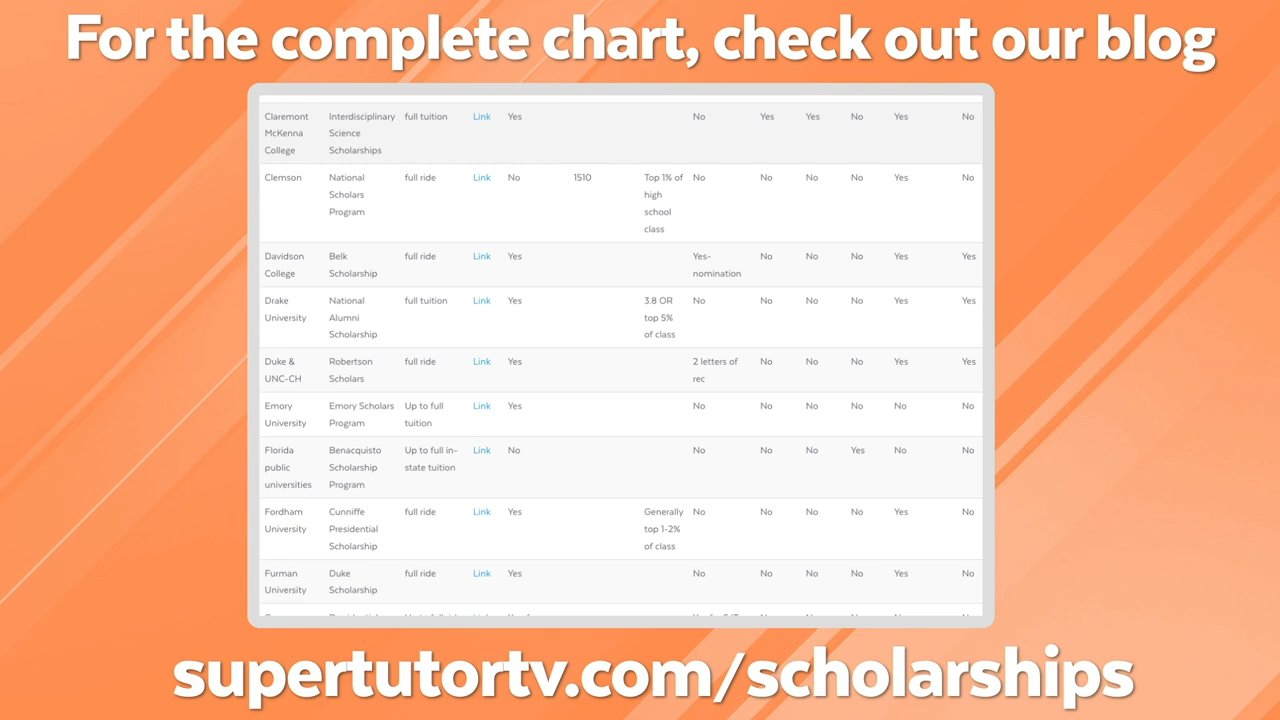 For the complete chart, check out our blog
Claremont Interdisciplinary full tuition Link Yes No Yes Yes No Yes No
McKenna Science
College Scholarships
Clemson National full ride Link No 1510 Top 1% of No No No No Yes No
Scholars high
Program school
class
Davidson Belk full ride Link Yes Yes- No No No Yes Yes
College Scholarship nomination
Drake National full tuition Link Yes 3.8 OR No No No No Yes Yes
University Alumni top 5%
Scholarship of class
Duke & Robertson full ride Link Yes 2 letters of No No No Yes Yes
UNC-CH Scholars rec
Emory Emory Scholars Up to full Link Yes No No No No No No
University Program tuition
Florida Benacquisto Up to full in- Link No No No No Yes No No
public Scholarship state tuition
universities Program
Fordham Cunniffe full ride Link Yes Generally No No No No Yes No
University Presidential top 1-2%
Scholarship of class
Furman Duke full ride Link Yes No No No No Yes No
University Scholarship
supertutortv.com/scholarships